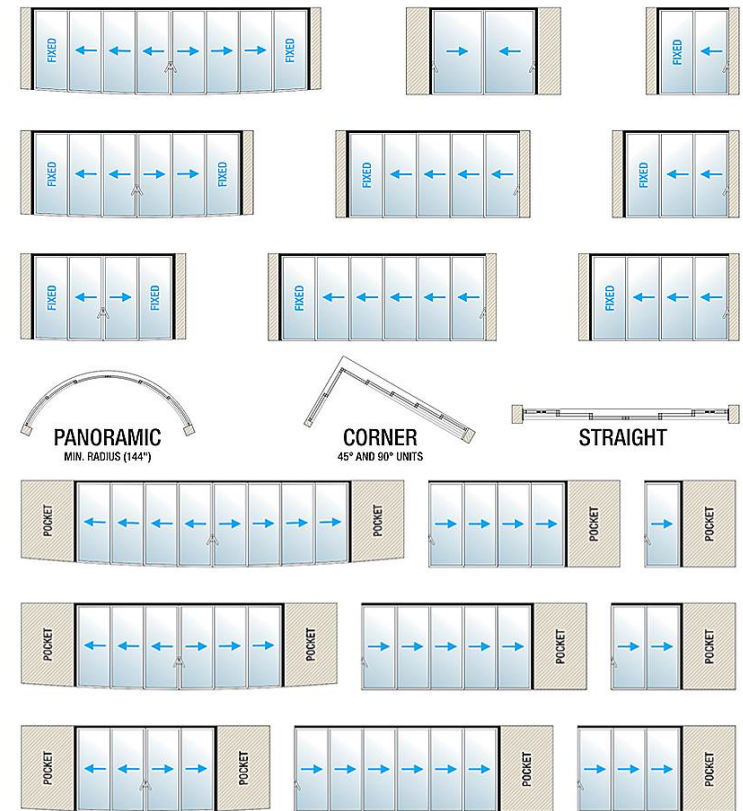 FIXED
FIXED
FIXED
FIXED
FIXED
FIXED
FIXED
FIXED
FIXED
FIXED
FIXED
PANORAMIC
MIN. RADIUS (144")
CORNER
45° AND 90° UNITS
STRAIGHT
POCKET
POCKET
POCKET
POCKET
POCKET
POCKET
POCKET
POCKET
POCKET
POCKET
POCKET
POCKET